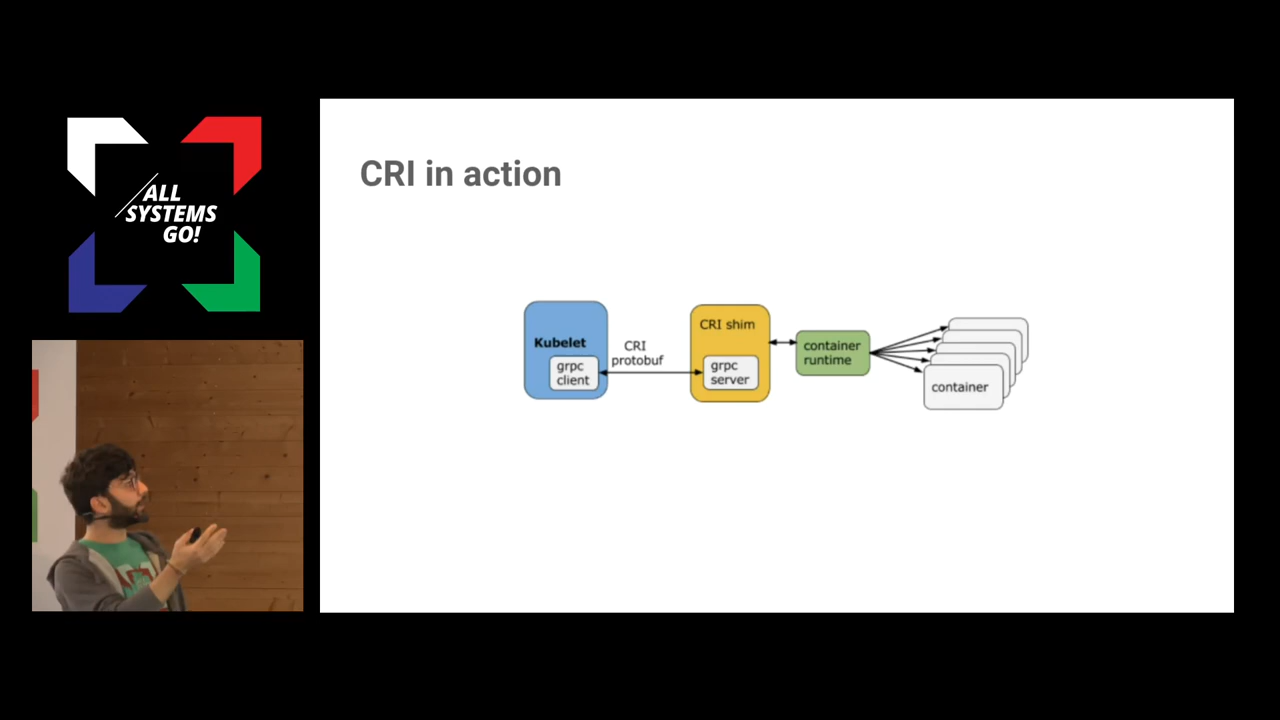 ALL
SYSTEMS
GO!
CRI in action
Kubelet
grpc
client
CRI
protobuf
CRI shim
grpc
server
container
runtime
container